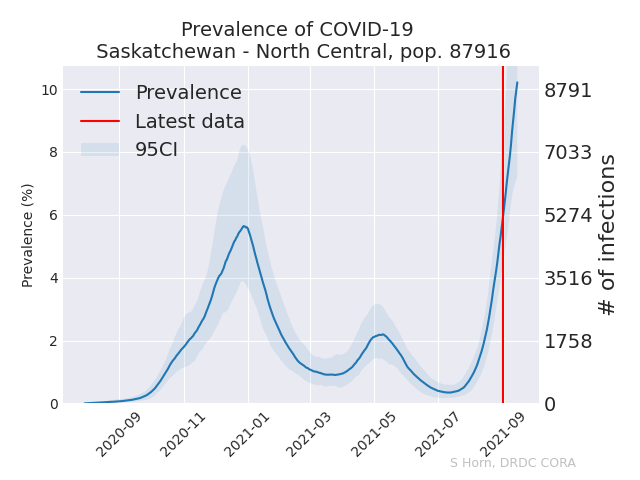 Prevalence of COVID-19
Saskatchewan - North Central, pop. 87916
Prevalence
Latest data
95CI
Prevalence (%)
10
8
6
4
2
0
8791
7033
5274
3516
1758
0
# of infections
2020-09
2020-11
2021-01
2021-03
2021-05
2021-07
2021-09
S Horn, DRDC CORA